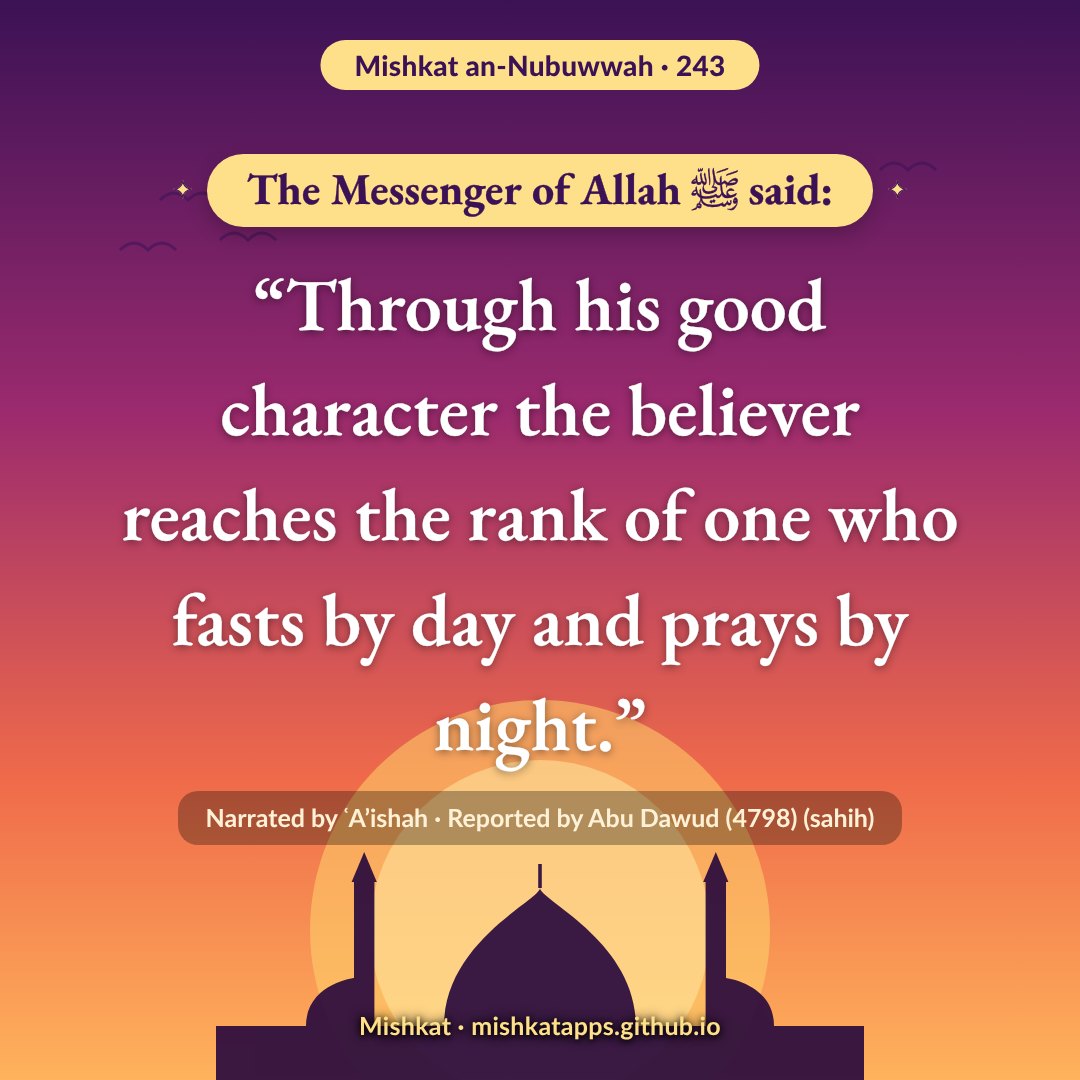 Mishkat an-Nubuwwah · 243
The Messenger of Allah ﷺ said:
“Through his good
character the believer
reaches the rank of one who
fasts by day and prays by
night.”
Narrated by ʿA’ishah · Reported by Abu Dawud (4798) (sahih)
Mishkat · mishkatapps.github.io